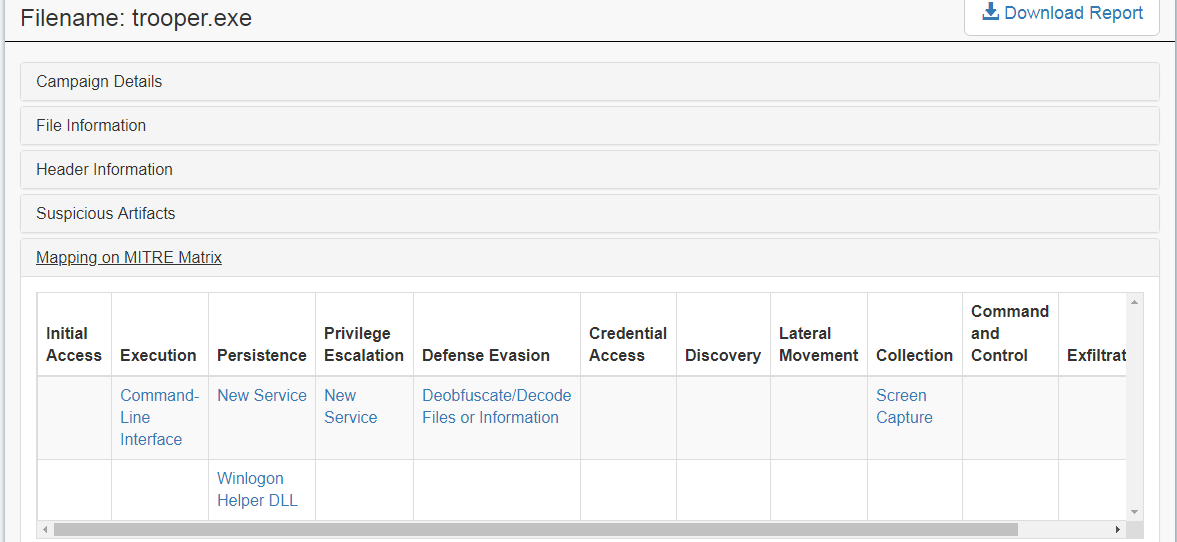 Filename: trooper.exe
Download Report
Campaign Details
File Information
Header Information
Suspicious Artifacts
Mapping on MITRE Matrix
Initial
Access
Execution
Persistence
Privilege
Escalation
Defense Evasion
Credential
Access
Discovery
Lateral
Movement
Collection
Command
and
Control
Exfiltrat
Command-
Line
Interface
New Service
New
Service
Deobfuscate/Decode
Files or Information
Screen
Capture
Winlogon
Helper DLL